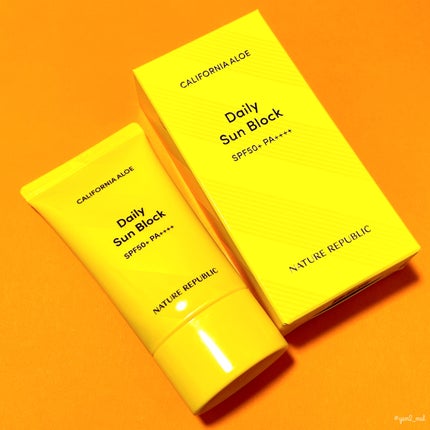 CALIFORNIA ALOE
Daily
Sun Block
SPF50+ PA++++
NATURE REPUBLIC
CALIFORNIA ALOE
Daily
Sun Block
SPF50+ PA++++
NATURE REPUBLIC